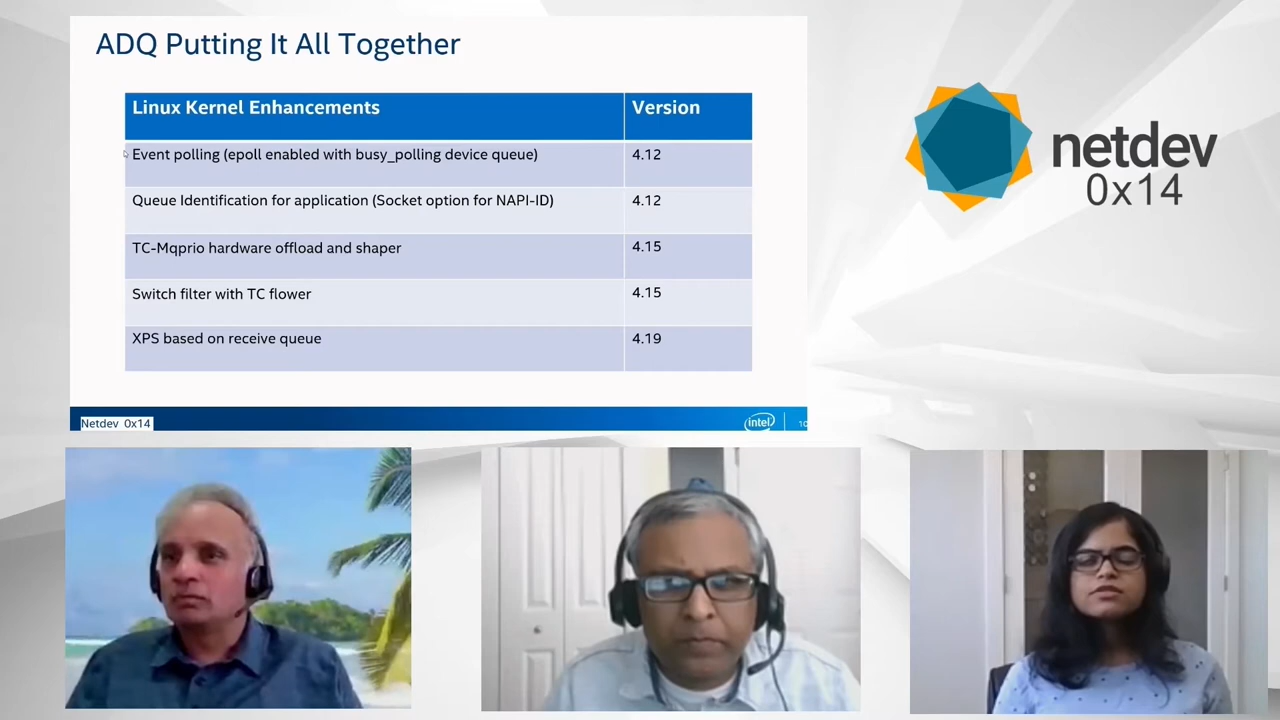 ADQ Putting It All Together
Linux Kernel Enhancements Version
Event polling (epoll enabled with busy_polling device queue) 4.12
Queue Identification for application (Socket option for NAPI-ID) 4.12
TC-Mqprio hardware offload and shaper 4.15
Switch filter with TC flower 4.15
XPS based on receive queue 4.19
Netdev 0x14
intel
10
netdev
0x14